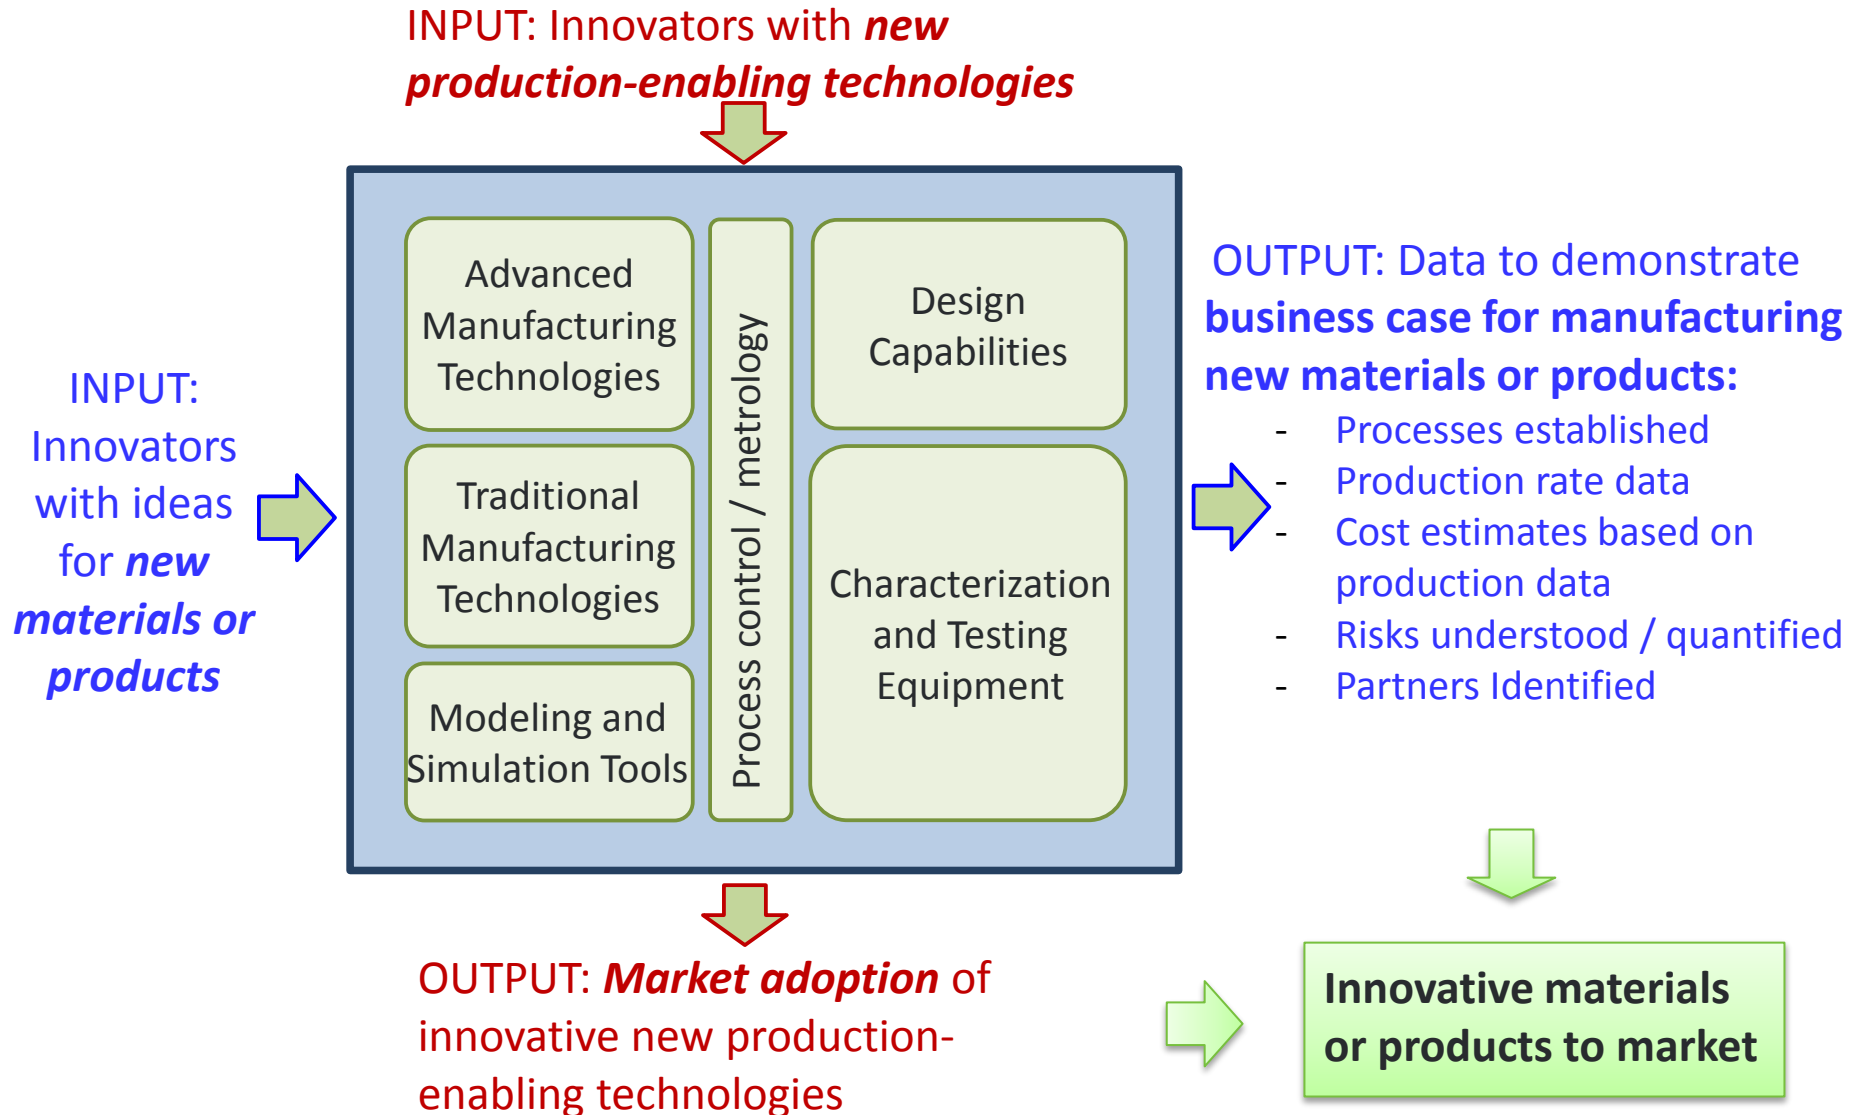 INPUT: Innovators with new
production-enabling technologies
INPUT:
Innovators
with ideas
for new
materials or
products
Advanced
Manufacturing
Technologies
Traditional
Manufacturing
Technologies
Modeling and
Simulation Tools
Process control / metrology
Design
Capabilities
Characterization
and Testing
Equipment
OUTPUT: Data to demonstrate
business case for manufacturing
new materials or products:
- Processes established
- Production rate data
- Cost estimates based on
production data
- Risks understood / quantified
- Partners Identified
OUTPUT: Market adoption of
innovative new production-
enabling technologies
Innovative materials
or products to market